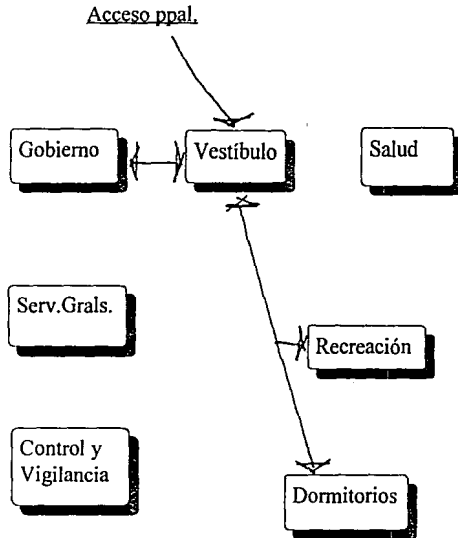 Acceso ppal.
Gobierno
Vestíbulo
Salud
Serv.Grals.
Recreación
Control y
Vigilancia
Dormitorios